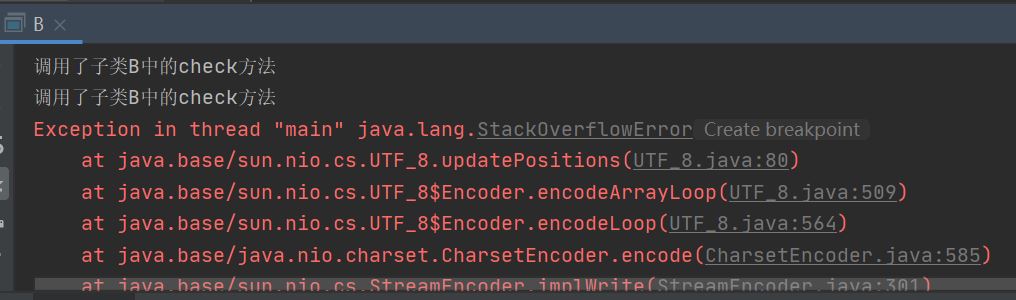 B
调用了子类B中的check方法
调用了子类B中的check方法
Exception in thread "main" java.lang.StackOverflowError Create breakpoint
at java.base/sun.nio.cs.UTF_8.updatePositions(UTF_8.java:80)
at java.base/sun.nio.cs.UTF_8$Encoder.encodeArrayLoop(UTF_8.java:509)
at java.base/sun.nio.cs.UTF_8$Encoder.encodeLoop(UTF_8.java:564)
at java.base/java.nio.charset.CharsetEncoder.encode(CharsetEncoder.java:585)
at java.base/sun.nio.cs.StreamEncoder.implWrite(StreamEncoder.java:301)